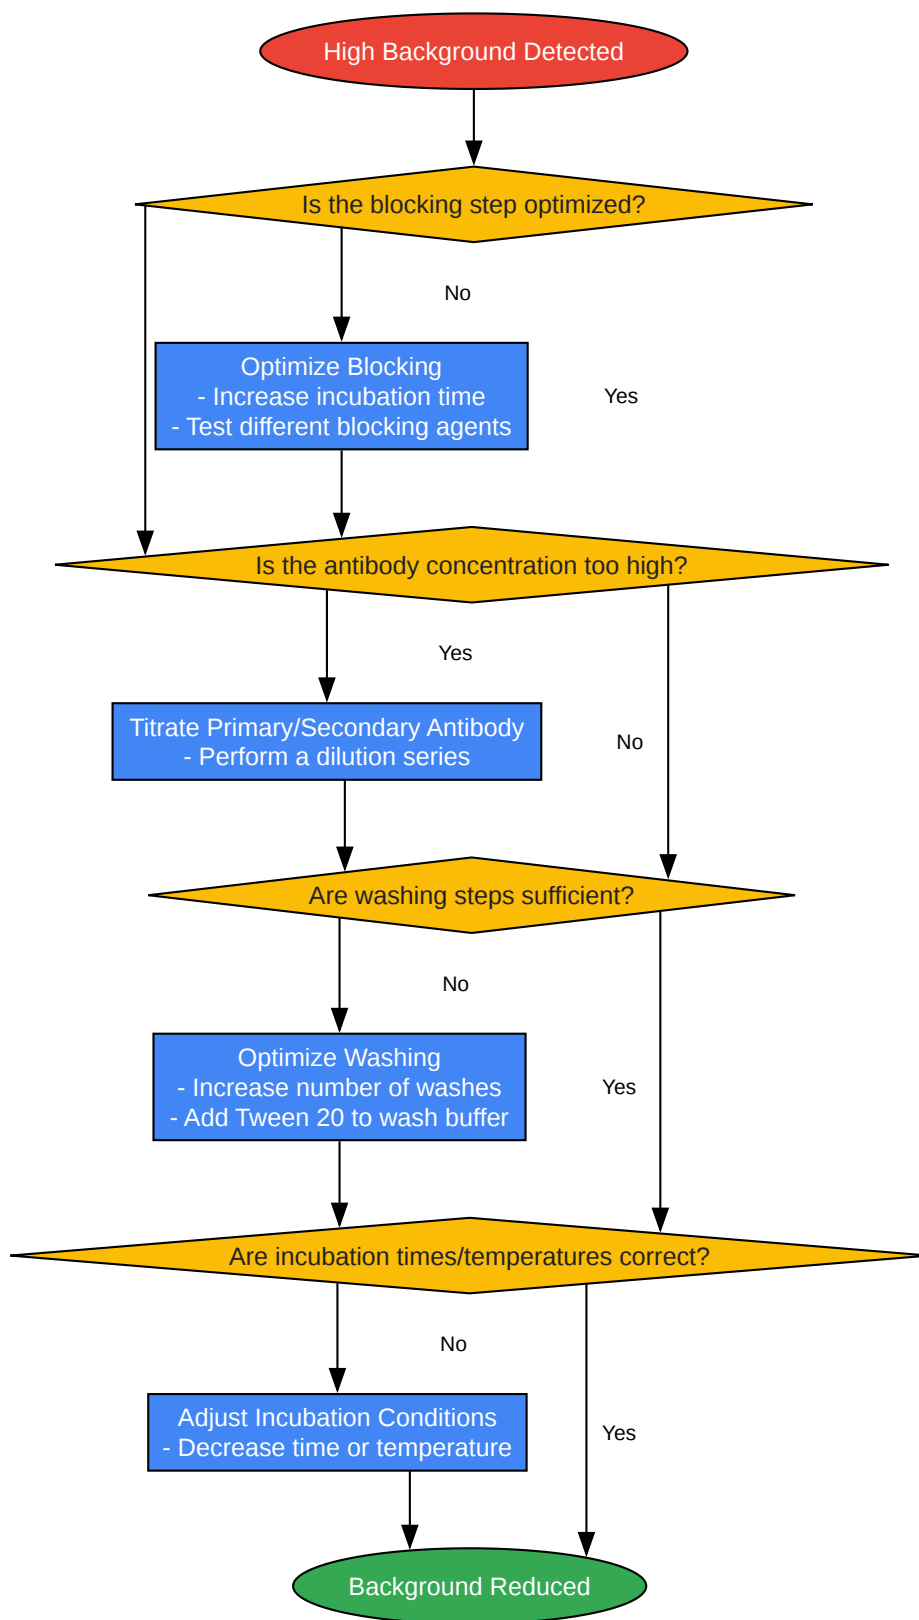 High Background Detected
Is the blocking step optimized?
No
Optimize Blocking
- Increase incubation time
- Test different blocking agents
Yes
Is the antibody concentration too high?
Yes
Titrate Primary/Secondary Antibody
- Perform a dilution series
No
Are washing steps sufficient?
No
Optimize Washing
- Increase number of washes
- Add Tween 20 to wash buffer
Yes
Are incubation times/temperatures correct?
No
Adjust Incubation Conditions
- Decrease time or temperature
Yes
Background Reduced